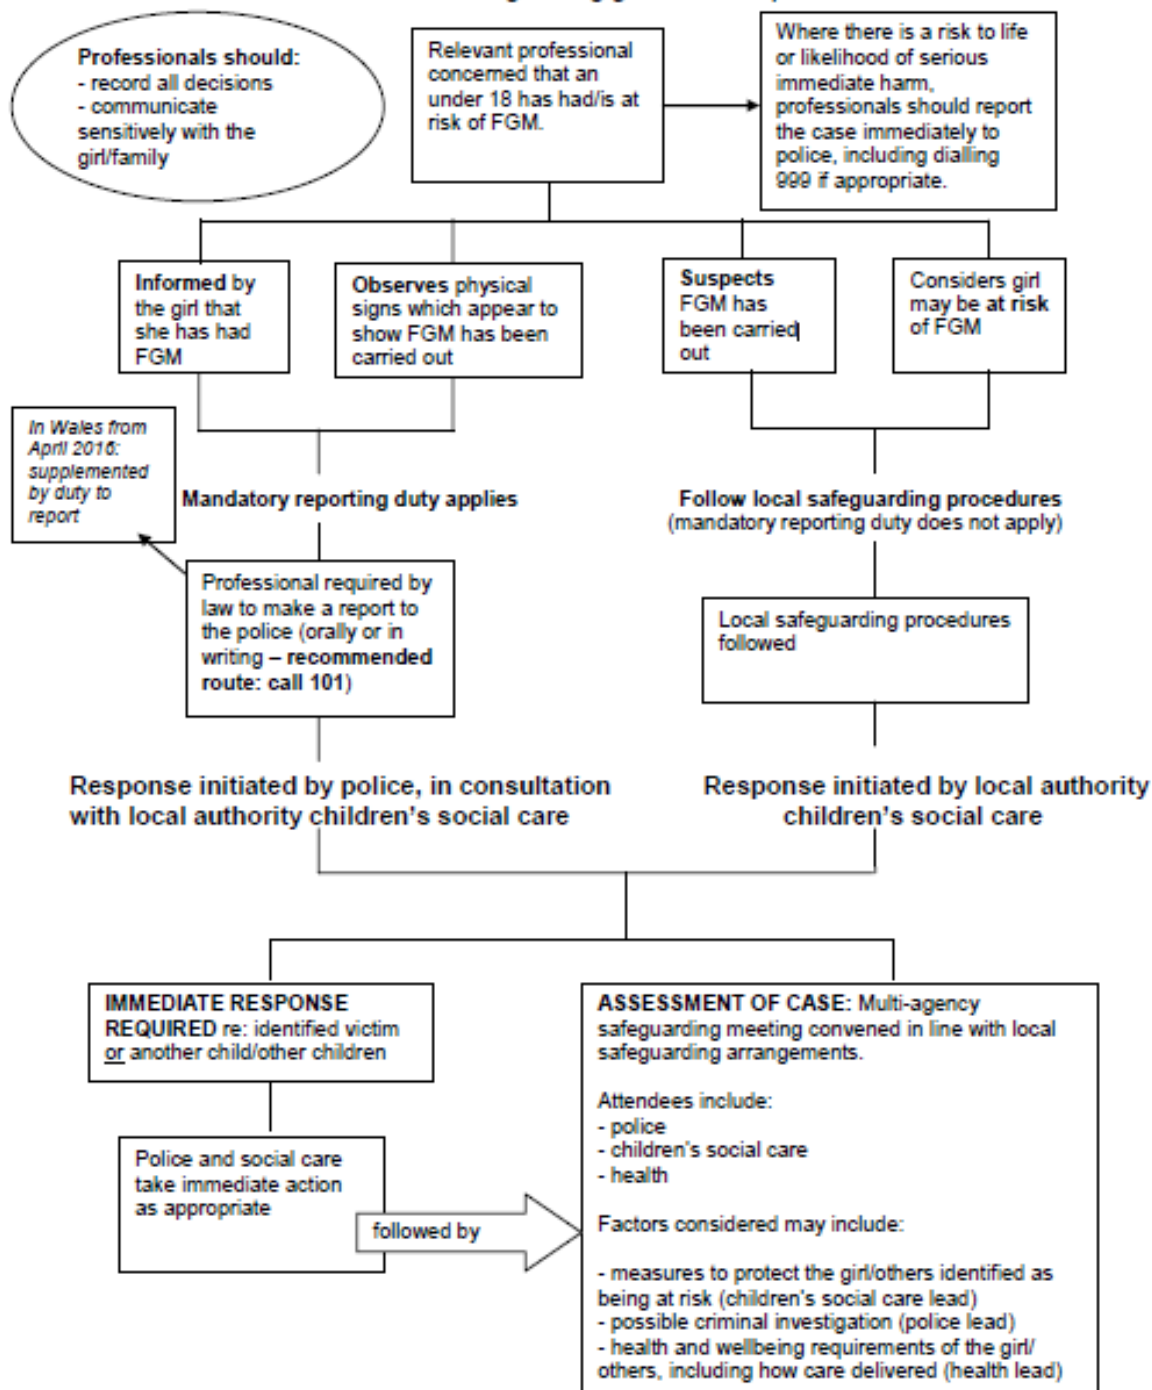 Professionals should:
- record all decisions
- communicate
sensitively with the
girl/family
Relevant professional
concerned that an
under 18 has had/is at
risk of FGM.
Where there is a risk to life
or likelihood of serious
immediate harm,
professionals should report
the case immediately to
police, including dialling
999 if appropriate.
Informed by
the girl that
she has had
FGM
Observes physical
signs which appear to
show FGM has been
carried out
Suspects
FGM has
been carried
out
Considers girl
may be at risk
of FGM
In Wales from
April 2016:
supplemented
by duty to
report
Mandatory reporting duty applies
Follow local safeguarding procedures
(mandatory reporting duty does not apply)
Professional required by
law to make a report to
the police (orally or in
writing – recommended
route: call 101)
Local safeguarding procedures
followed
Response initiated by police, in consultation
with local authority children's social care
Response initiated by local authority
children's social care
IMMEDIATE RESPONSE
REQUIRED re: identified victim
or another child/other children
Police and social care
take immediate action
as appropriate
followed by
ASSESSMENT OF CASE: Multi-agency
safeguarding meeting convened in line with local
safeguarding arrangements.
Attendees include:
- police
- children's social care
- health
Factors considered may include:
- measures to protect the girl/others identified as
being at risk (children's social care lead)
- possible criminal investigation (police lead)
- health and wellbeing requirements of the girl/
others, including how care delivered (health lead)